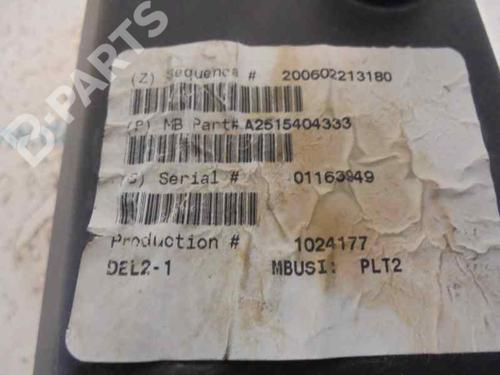 (Z) Sequence # 200602213180
(P) MB Part# A2515404333
(S) Serial # 01163949
Production # 1024177
DEL2-1 MBUSI: PLT2
B-PARTS